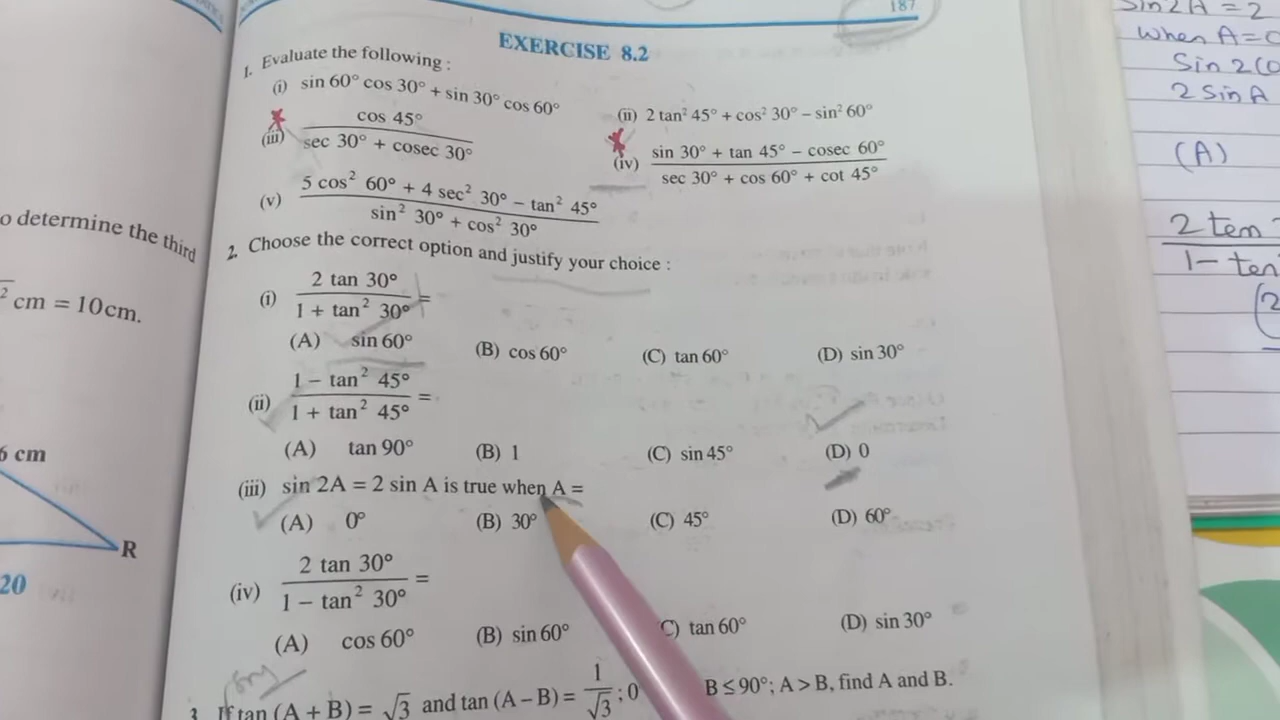 187
EXERCISE 8.2
1. Evaluate the following :
(i) sin 60° cos 30° + sin 30° cos 60°
(ii) 2 tan² 45° + cos² 30° – sin² 60°
(iii) cos 45° / sec 30° + cosec 30°
(iv) sin 30° + tan 45° – cosec 60° / sec 30° + cos 60° + cot 45°
(v) 5 cos² 60° + 4 sec² 30° – tan² 45° / sin² 30° + cos² 30°
2. Choose the correct option and justify your choice :
(i) 2 tan 30° / 1 + tan² 30° =
(A) sin 60° (B) cos 60° (C) tan 60° (D) sin 30°
(ii) 1 – tan² 45° / 1 + tan² 45° =
(A) tan 90° (B) 1 (C) sin 45° (D) 0
(iii) sin 2A = 2 sin A is true when A =
(A) 0° (B) 30° (C) 45° (D) 60°
(iv) 2 tan 30° / 1 – tan² 30° =
(A) cos 60° (B) sin 60° (C) tan 60° (D) sin 30°
3. If tan (A + B) = √3 and tan (A – B) = 1/√3 ; 0 B ≤ 90°; A > B, find A and B.
o determine the third
cm = 10cm.
6 cm
R
20
Sin 2A = 2
When A = 0
Sin 2(0
2 Sin A
(A)
2 ten
1 - ten
(2